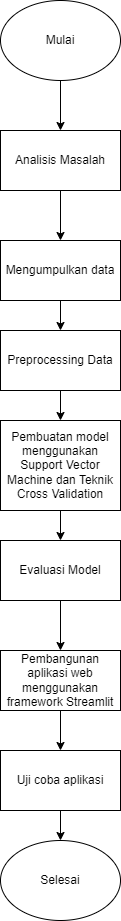 Mulai
Analisis Masalah
Mengumpulkan data
Preprocessing Data
Pembuatan model
menggunakan
Support Vector
Machine dan Teknik
Cross Validation
Evaluasi Model
Pembangunan
aplikasi web
menggunakan
framework Streamlit
Uji coba aplikasi
Selesai